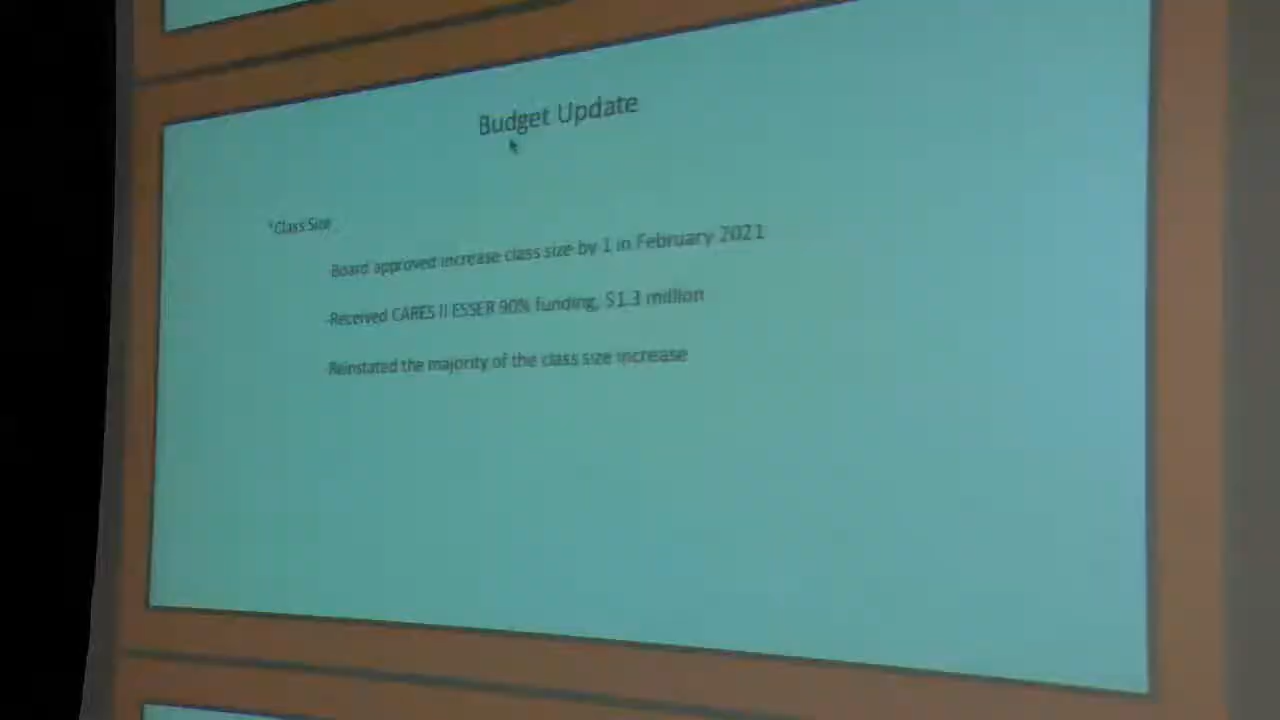 Budget Update
*Class Size
-Board approved increase class size by 1 in February 2021
-Received CARES II ESSER 90% funding, $1.3 million
-Reinstated the majority of the class size increase